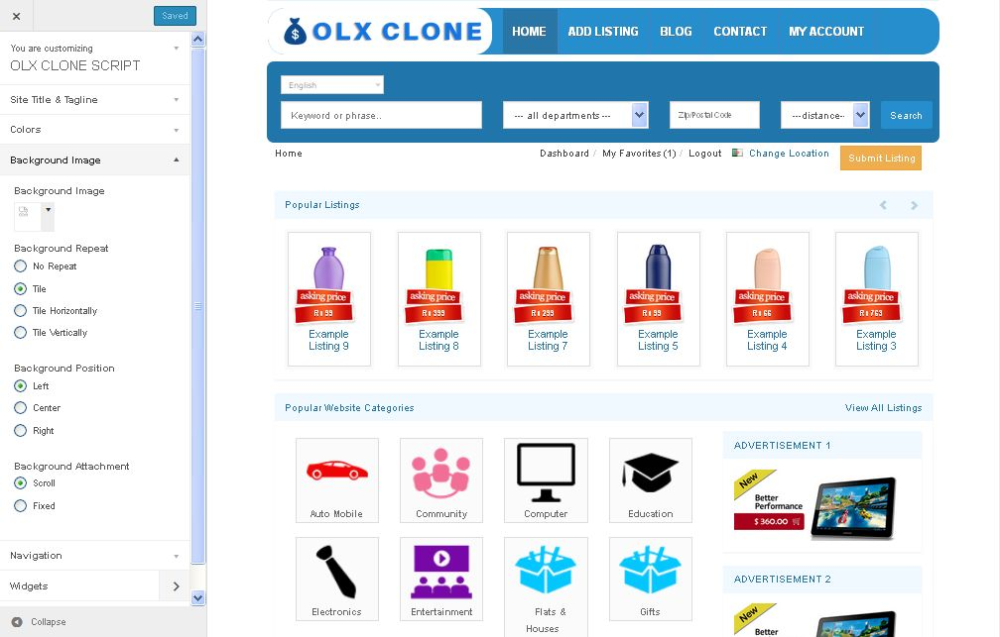 Saved
You are customizing
OLX CLONE SCRIPT
Site Title & Tagline
Colors
Background Image
Background Image
Background Repeat
No Repeat
Tile
Tile Horizontally
Tile Vertically
Background Position
Left
Center
Right
Background Attachment
Scroll
Fixed
Navigation
Widgets
Collapse
OLX CLONE
HOME ADD LISTING BLOG CONTACT MY ACCOUNT
English
Keyword or phrase.. --- all departments --- Zip/Postal Code ---distance-- Search
Home Dashboard / My Favorites (1) / Logout Change Location Submit Listing
Popular Listings
asking price asking price asking price asking price asking price asking price
Rs 99 Rs 399 Rs 299 Rs 99 Rs 66 Rs 763
Example Example Example Example Example Example
Listing 9 Listing 8 Listing 7 Listing 5 Listing 4 Listing 3
Popular Website Categories View All Listings
Auto Mobile Community Computer Education
Electronics Entertainment Flats & Gifts
Houses
ADVERTISEMENT 1
New
Better
Performance
$ 360.00
ADVERTISEMENT 2
New
Better